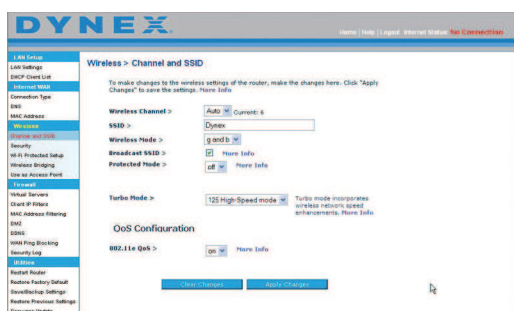 DYNEX
Home | Help | Logout Internet Status: No Connection
LAN Setup
LAN Settings
DHCP Client List
Internet WAN
Connection Type
DNS
MAC Address
Wireless
Channel and SSID
Security
Wi-Fi Protected Setup
Wireless Bridging
Use as Access Point
Firewall
Virtual Servers
Client IP Filters
MAC Address Filtering
DMZ
DDNS
WAN Ping Blocking
Security Log
Utilities
Restart Router
Restore Factory Default
Save/Backup Settings
Restore Previous Settings
Firmware Update
Wireless > Channel and SSID
To make changes to the wireless settings of the router, make the changes here. Click "Apply
Changes" to save the settings. More Info
Wireless Channel > Auto Current: 6
SSID > Dynex
Wireless Mode > g and b
Broadcast SSID > More Info
Protected Mode > off More Info
Turbo Mode > 125 High-Speed mode Turbo mode incorporates
wireless network speed
enhancements. More Info
QoS Configuration
802.11e QoS > on More Info
Clear Changes Apply Changes